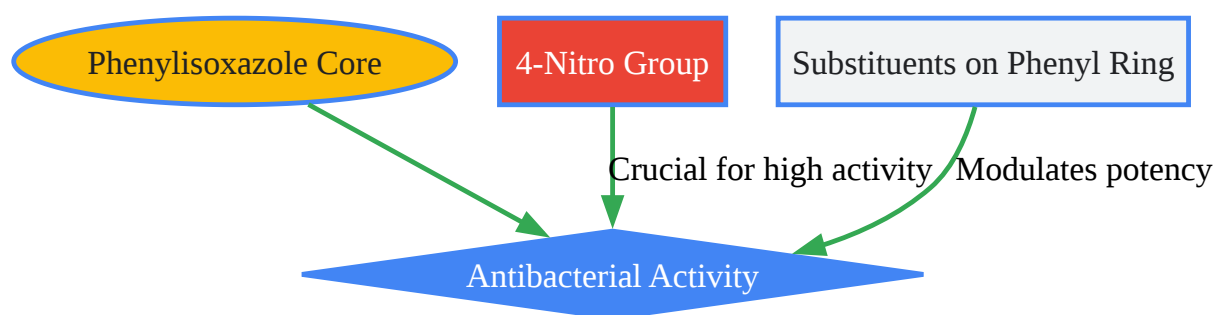 Phenylisoxazole Core
4-Nitro Group
Substituents on Phenyl Ring
Crucial for high activity
Modulates potency
Antibacterial Activity